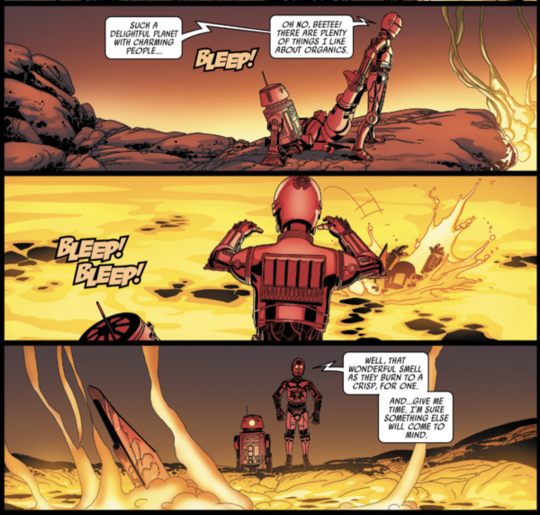 SUCH A
DELIGHTFUL PLANET
WITH CHARMING
PEOPLE...
OH NO, BEETEE!
THERE ARE PLENTY
OF THINGS I LIKE
ABOUT ORGANICS.
BLEEP!
BLEEP!
BLEEP!
WELL, THAT
WONDERFUL SMELL
AS THEY BURN TO A
CRISP, FOR ONE.
AND...GIVE ME
TIME. I'M SURE
SOMETHING ELSE
WILL COME TO
MIND.